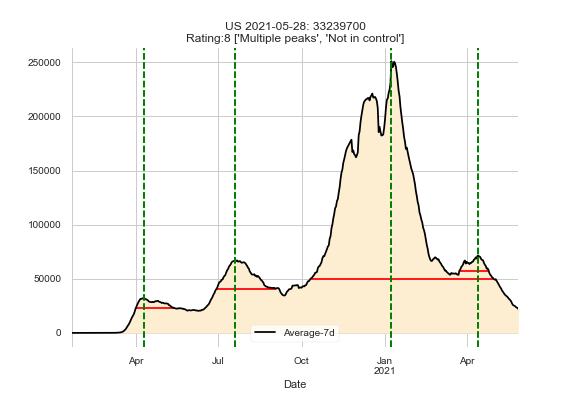 US 2021-05-28: 33239700
Rating:8 ['Multiple peaks', 'Not in control']
250000
200000
150000
100000
50000
0
Average-7d
Apr Jul Oct Jan Apr
2021
Date